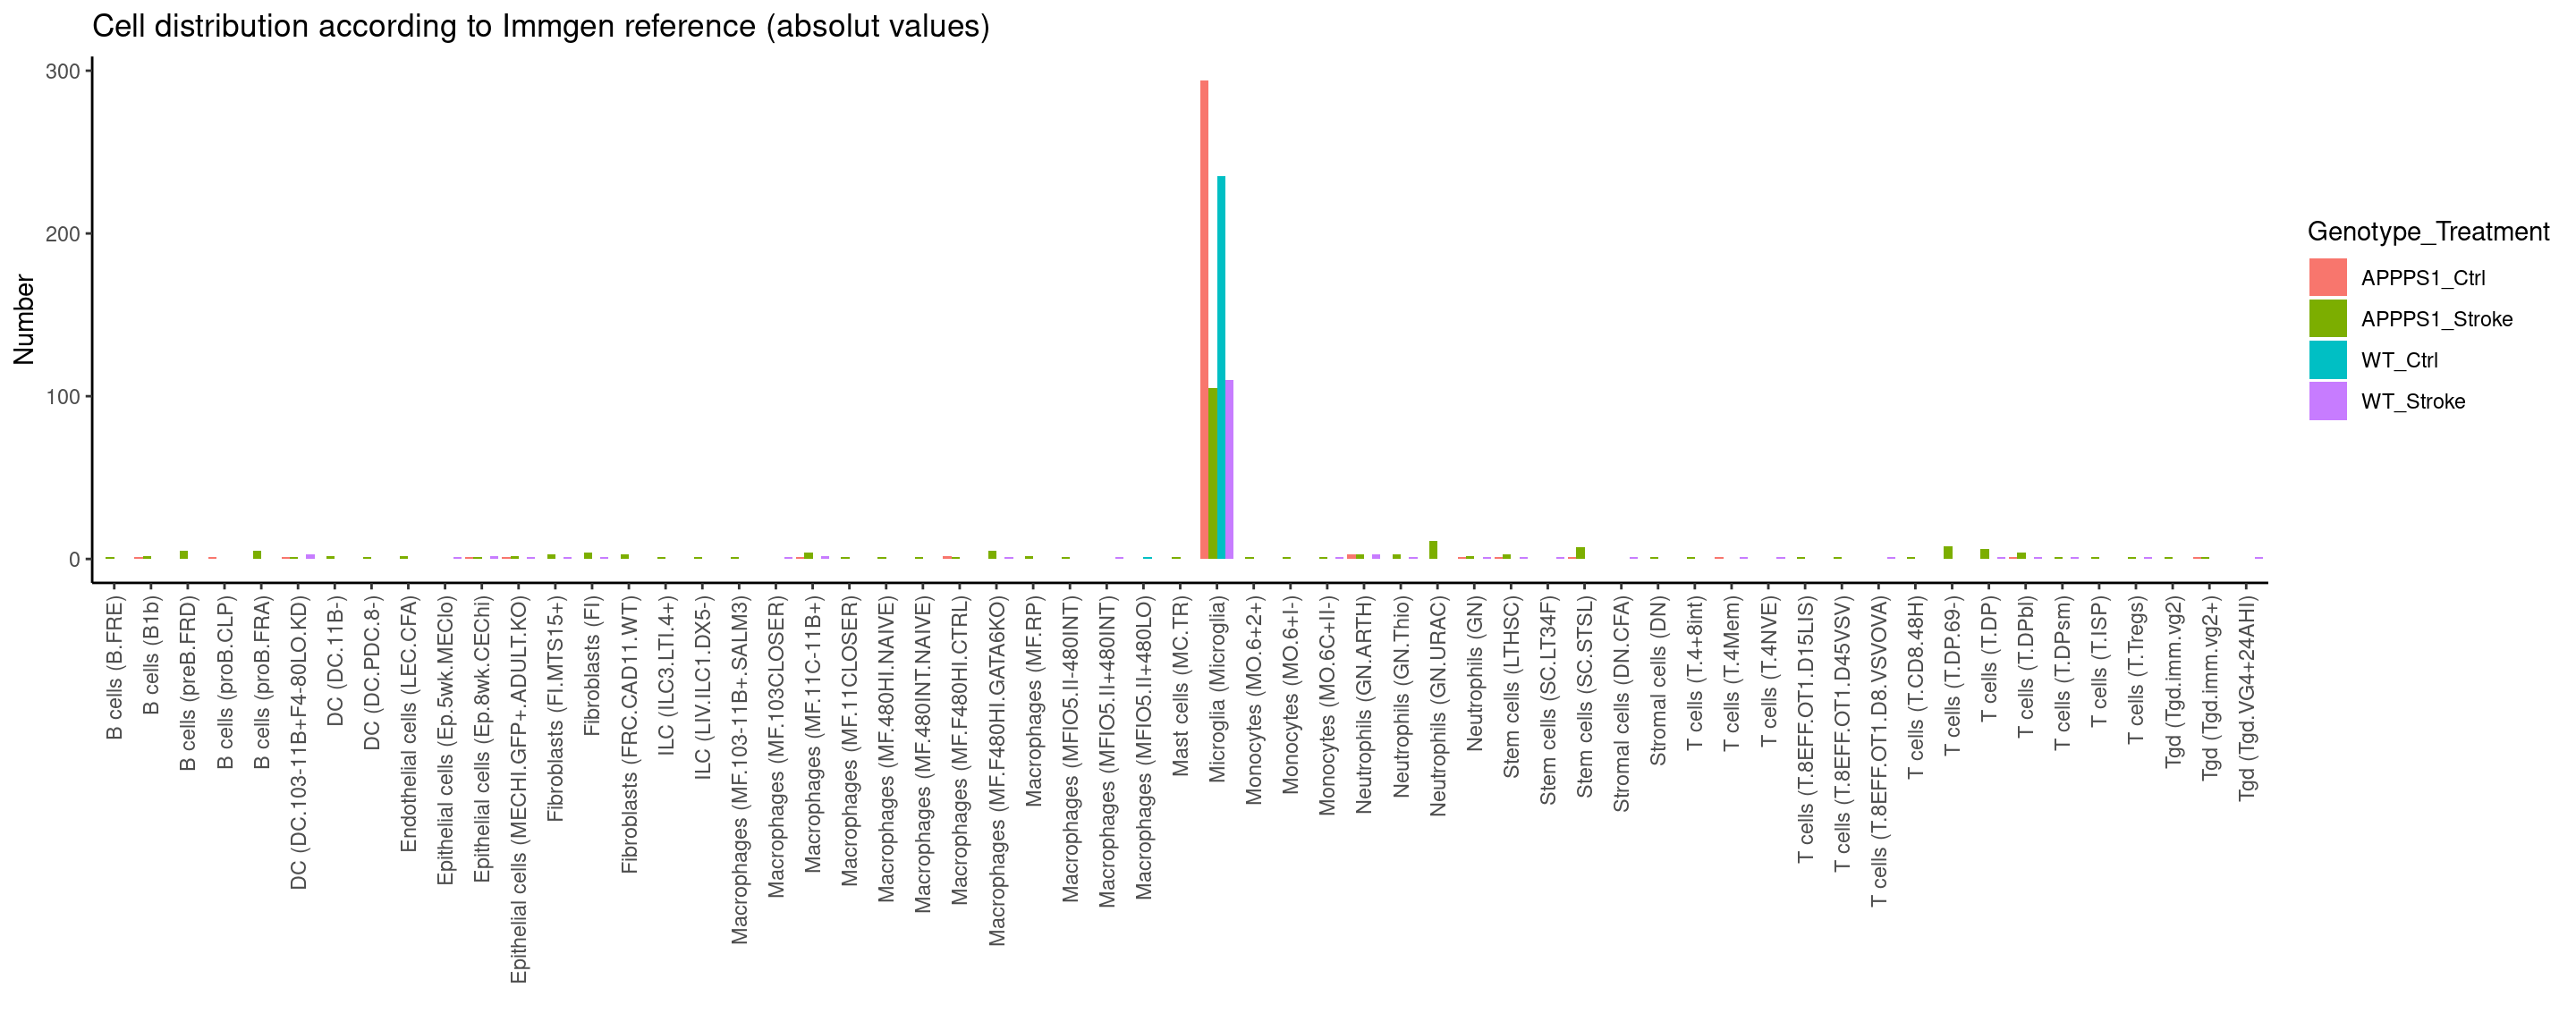 Cell distribution according to Immgen reference (absolut values)
Number
300
200
100
0
B cells (B.FRE)
B cells (B1b)
B cells (preB.FRD)
B cells (proB.CLP)
B cells (proB.FRA)
DC (DC.103-11B+F4-80LO.KD)
DC (DC.11B-)
DC (DC.PDC.8-)
Endothelial cells (LEC.CFA)
Epithelial cells (Ep.5wk.MEClo)
Epithelial cells (Ep.8wk.CEChi)
Epithelial cells (MECHI.GFP+.ADULT.KO)
Fibroblasts (FI.MTS15+)
Fibroblasts (FI)
Fibroblasts (FRC.CAD11.WT)
ILC (ILC3.LTI.4+)
ILC (LIV.ILC1.DX5-)
Macrophages (MF.103-11B+.SALM3)
Macrophages (MF.103CLOSER)
Macrophages (MF.11C-11B+)
Macrophages (MF.11CLOSER)
Macrophages (MF.480HI.NAIVE)
Macrophages (MF.480INT.NAIVE)
Macrophages (MF.F480HI.CTRL)
Macrophages (MF.F480HI.GATA6KO)
Macrophages (MF.RP)
Macrophages (MFIO5.II-480INT)
Macrophages (MFIO5.II+480INT)
Macrophages (MFIO5.II+480LO)
Mast cells (MC.TR)
Microglia (Microglia)
Monocytes (MO.6+2+)
Monocytes (MO.6+I-)
Monocytes (MO.6C+II-)
Neutrophils (GN.ARTH)
Neutrophils (GN.Thio)
Neutrophils (GN.URAC)
Neutrophils (GN)
Stem cells (LTHSC)
Stem cells (SC.LT34F)
Stem cells (SC.STSL)
Stromal cells (DN.CFA)
Stromal cells (DN)
T cells (T.4+8int)
T cells (T.4Mem)
T cells (T.4NVE)
T cells (T.8EFF.OT1.D15LIS)
T cells (T.8EFF.OT1.D45VSV)
T cells (T.8EFF.OT1.D8.VSVOVA)
T cells (T.CD8.48H)
T cells (T.DP.69-)
T cells (T.DP)
T cells (T.DPbl)
T cells (T.DPsm)
T cells (T.ISP)
T cells (T.Tregs)
Tgd (Tgd.imm.vg2)
Tgd (Tgd.imm.vg2+)
Tgd (Tgd.VG4+24AHI)
Genotype_Treatment
APPPS1_Ctrl
APPPS1_Stroke
WT_Ctrl
WT_Stroke